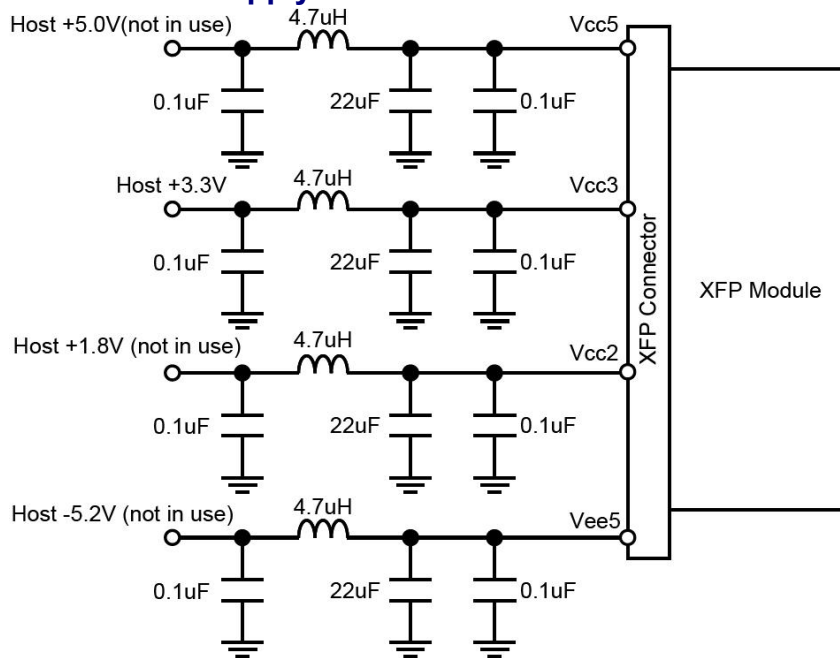 Host +5.0V(not in use)
4.7uH
Vcc5
0.1uF
22uF
0.1uF
Host +3.3V
4.7uH
Vcc3
0.1uF
22uF
0.1uF
XFP Connector
XFP Module
Host +1.8V (not in use)
4.7uH
Vcc2
0.1uF
22uF
0.1uF
Host -5.2V (not in use)
4.7uH
Vee5
0.1uF
22uF
0.1uF